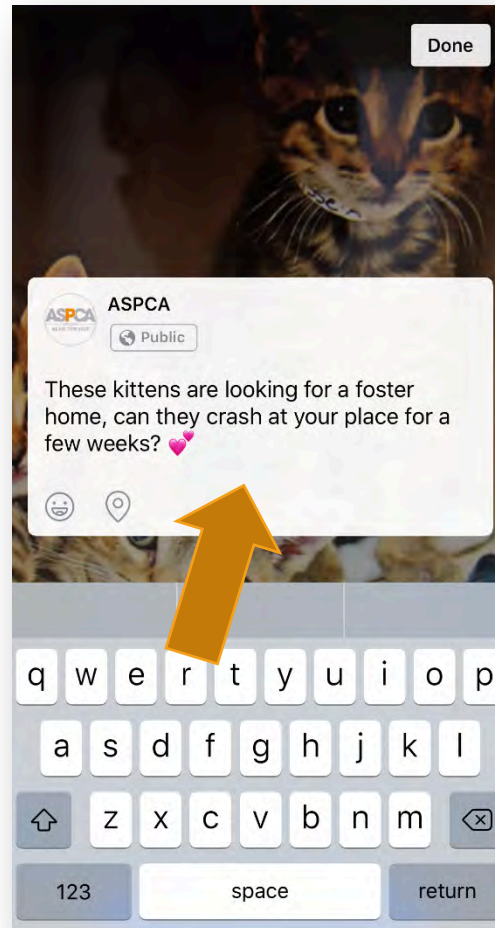 Done
ASPCA
ASPCA
Public
These kittens are looking for a foster
home, can they crash at your place for a
few weeks? 💕
q w e r t y u i o p
a s d f g h j k l
z x c v b n m
123 space return